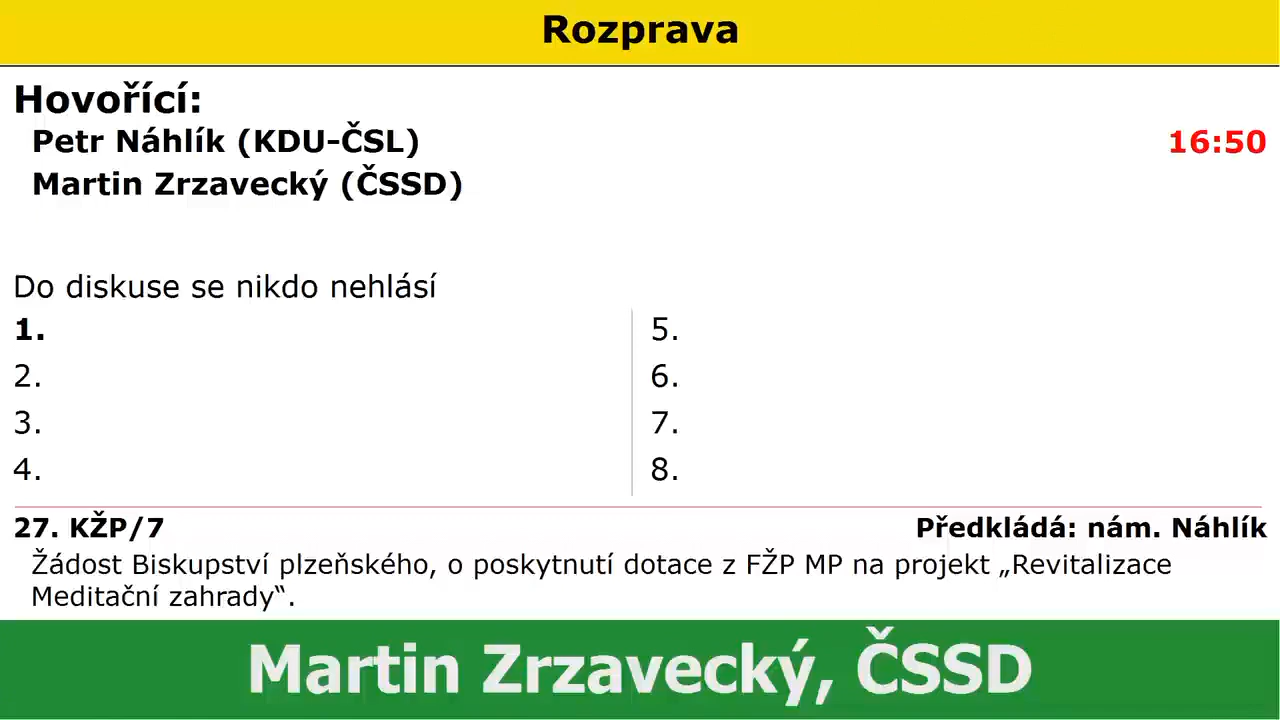 Rozprava
Hovořící:
Petr Náhlík (KDU-ČSL)
16:50
Martin Zrzavecký (ČSSD)
Do diskuse se nikdo nehlásí
1.
2.
3.
4.
5.
6.
7.
8.
27. KŽP/7
Předkládá: nám. Náhlík
Žádost Biskupství plzeňského, o poskytnutí dotace z FŽP MP na projekt „Revitalizace
Meditační zahrady“.
Martin Zrzavecký, ČSSD